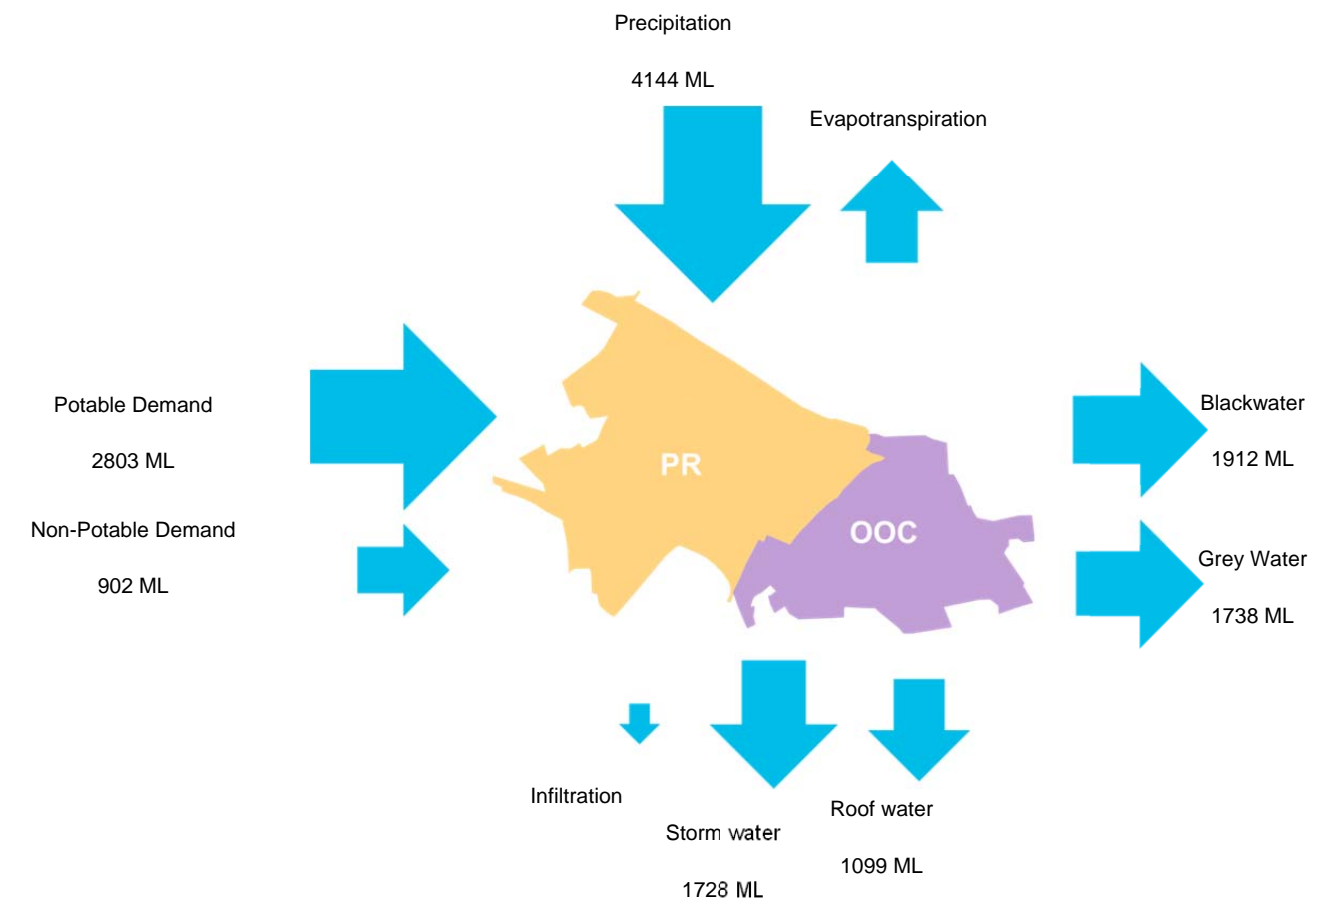 Precipitation
4144 ML
Evapotranspiration
Potable Demand
2803 ML
Non-Potable Demand
902 ML
PR
OOC
Blackwater
1912 ML
Grey Water
1738 ML
Infiltration
Storm water
1728 ML
Roof water
1099 ML